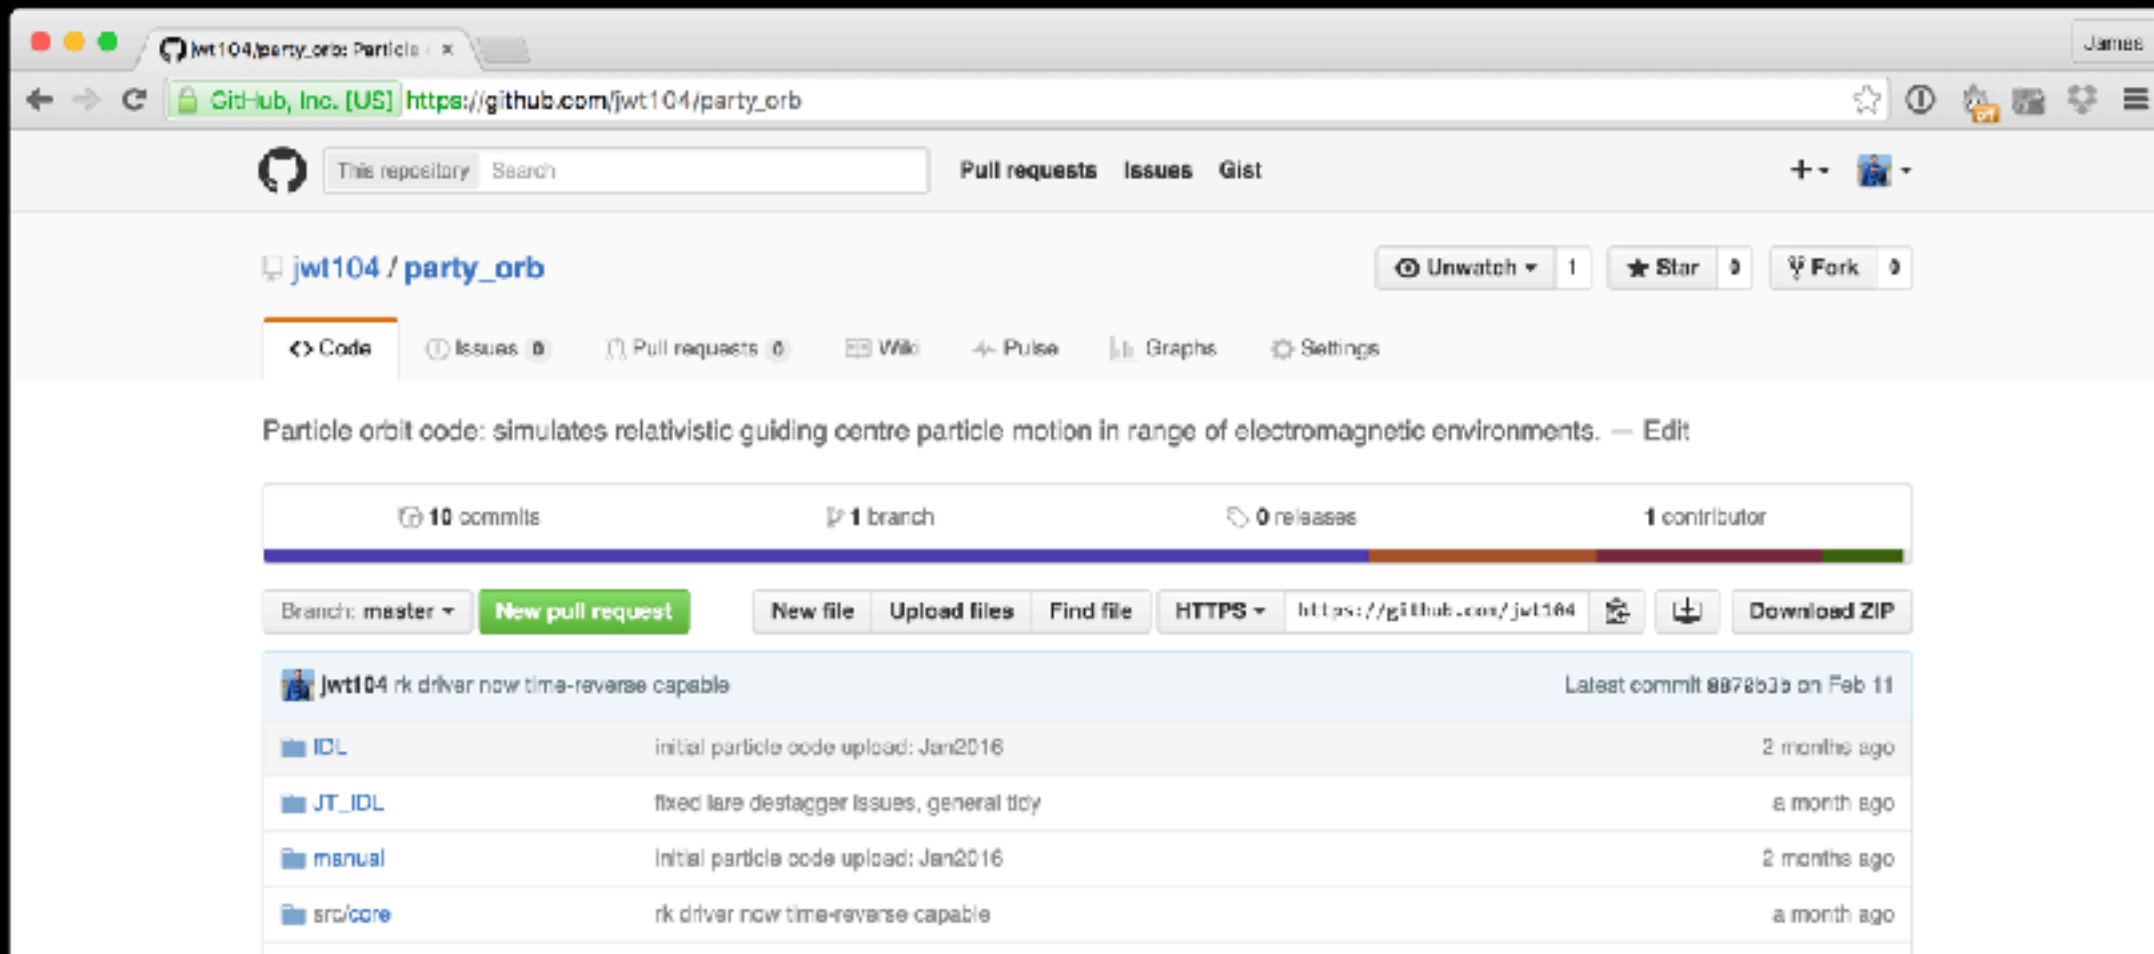 jwt104/party_orb: Particle
James
GitHub, Inc. [US] https://github.com/jwt104/party_orb
off
This repository Search Pull requests Issues Gist
jwt104 / party_orb Unwatch 1 Star 0 Fork 0
Code Issues 0 Pull requests 0 Wiki Pulse Graphs Settings
Particle orbit code: simulates relativistic guiding centre particle motion in range of electromagnetic environments. — Edit
10 commits 1 branch 0 releases 1 contributor
Branch: master New pull request New file Upload files Find file HTTPS https://github.com/jwt104 Download ZIP
jwt104 rk driver now time-reverse capable Latest commit on Feb 11
IDL initial particle code upload: Jan2016 2 months ago
JT_IDL fixed lare destagger issues, general tidy a month ago
manual initial particle code upload: Jan2016 2 months ago
src/core rk driver now time-reverse capable a month ago